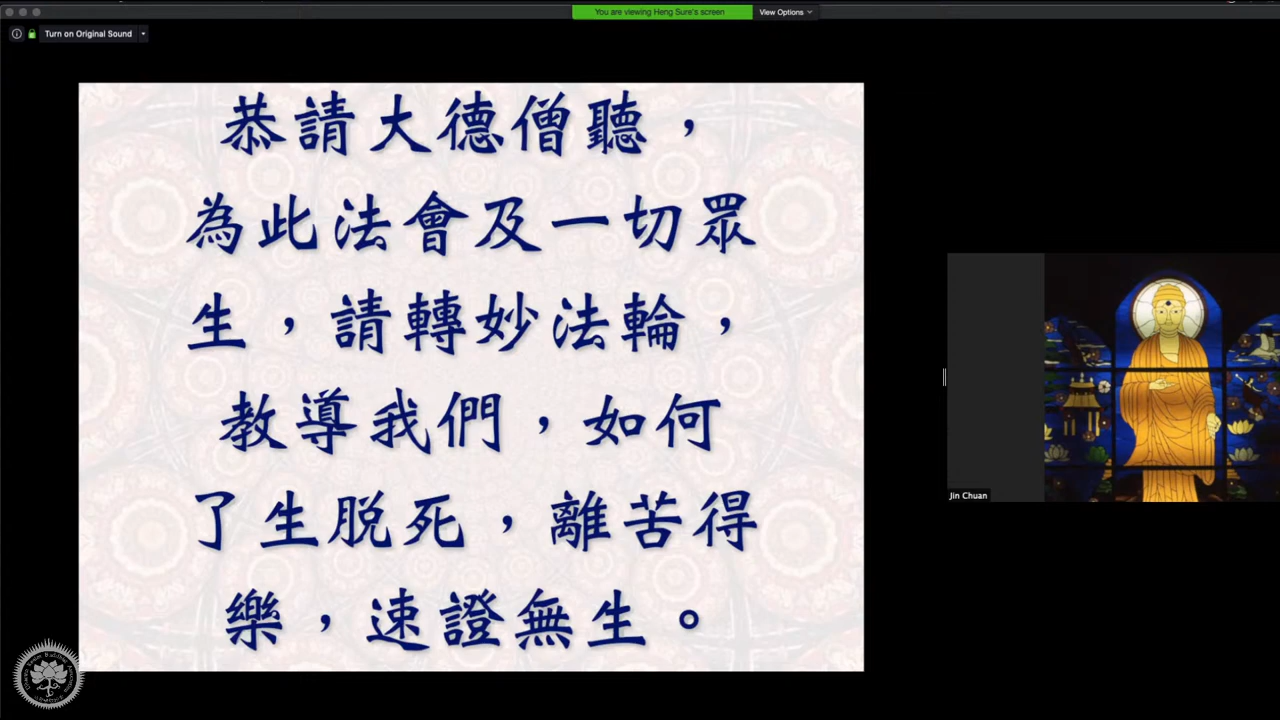 You are viewing Heng Sure's screen
View Options
Turn on Original Sound
恭請大德僧聽，
為此法會及一切眾
生，請轉妙法輪，
教導我們，如何
了生脫死，離苦得
樂，速證無生。
Jin Chuan